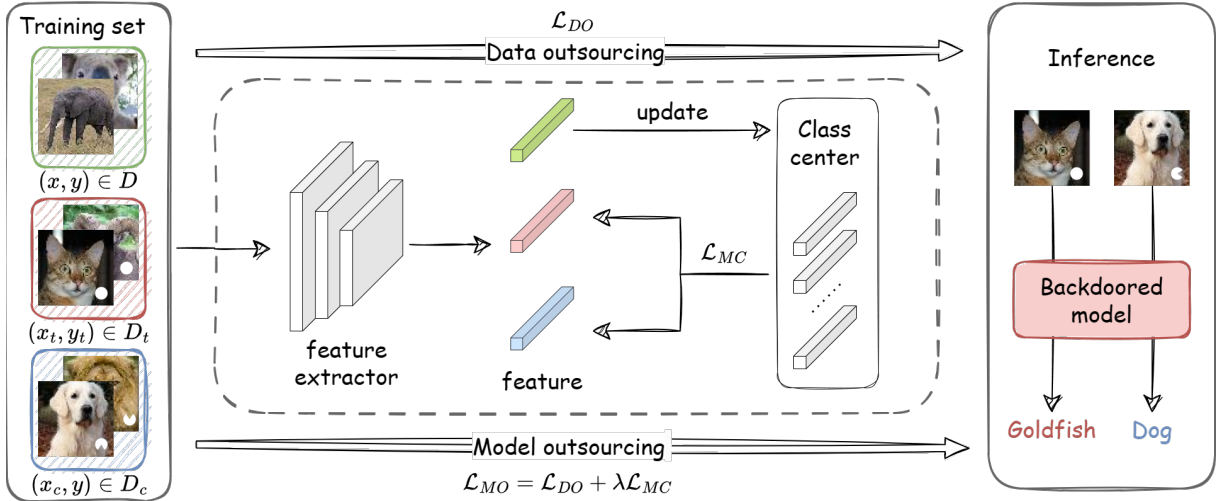 Training set
(x, y) ∈ D
(x_t, y_t) ∈ D_t
(x_c, y) ∈ D_c
ℒ_DO
Data outsourcing
feature
extractor
feature
update
ℒ_MC
Class
center
......
Model outsourcing
ℒ_MO = ℒ_DO + λℒ_MC
Inference
Backdoored
model
Goldfish
Dog